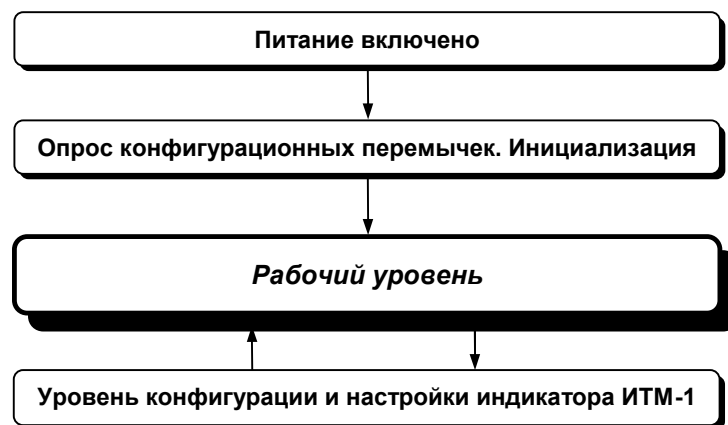 Питание включено
Опрос конфигурационных перемычек. Инициализация
Рабочий уровень
Уровень конфигурации и настройки индикатора ИТМ-1